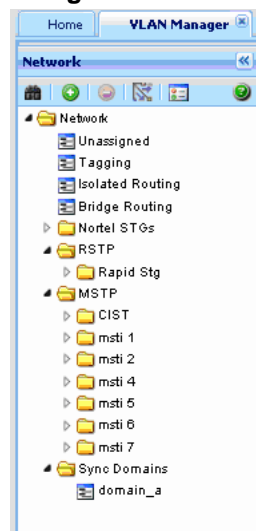 Home VLAN Manager
Network
Network
Unassigned
Tagging
Isolated Routing
Bridge Routing
Nortel STGs
RSTP
Rapid Stg
MSTP
CIST
msti 1
msti 2
msti 4
msti 5
msti 6
msti 7
Sync Domains
domain_a